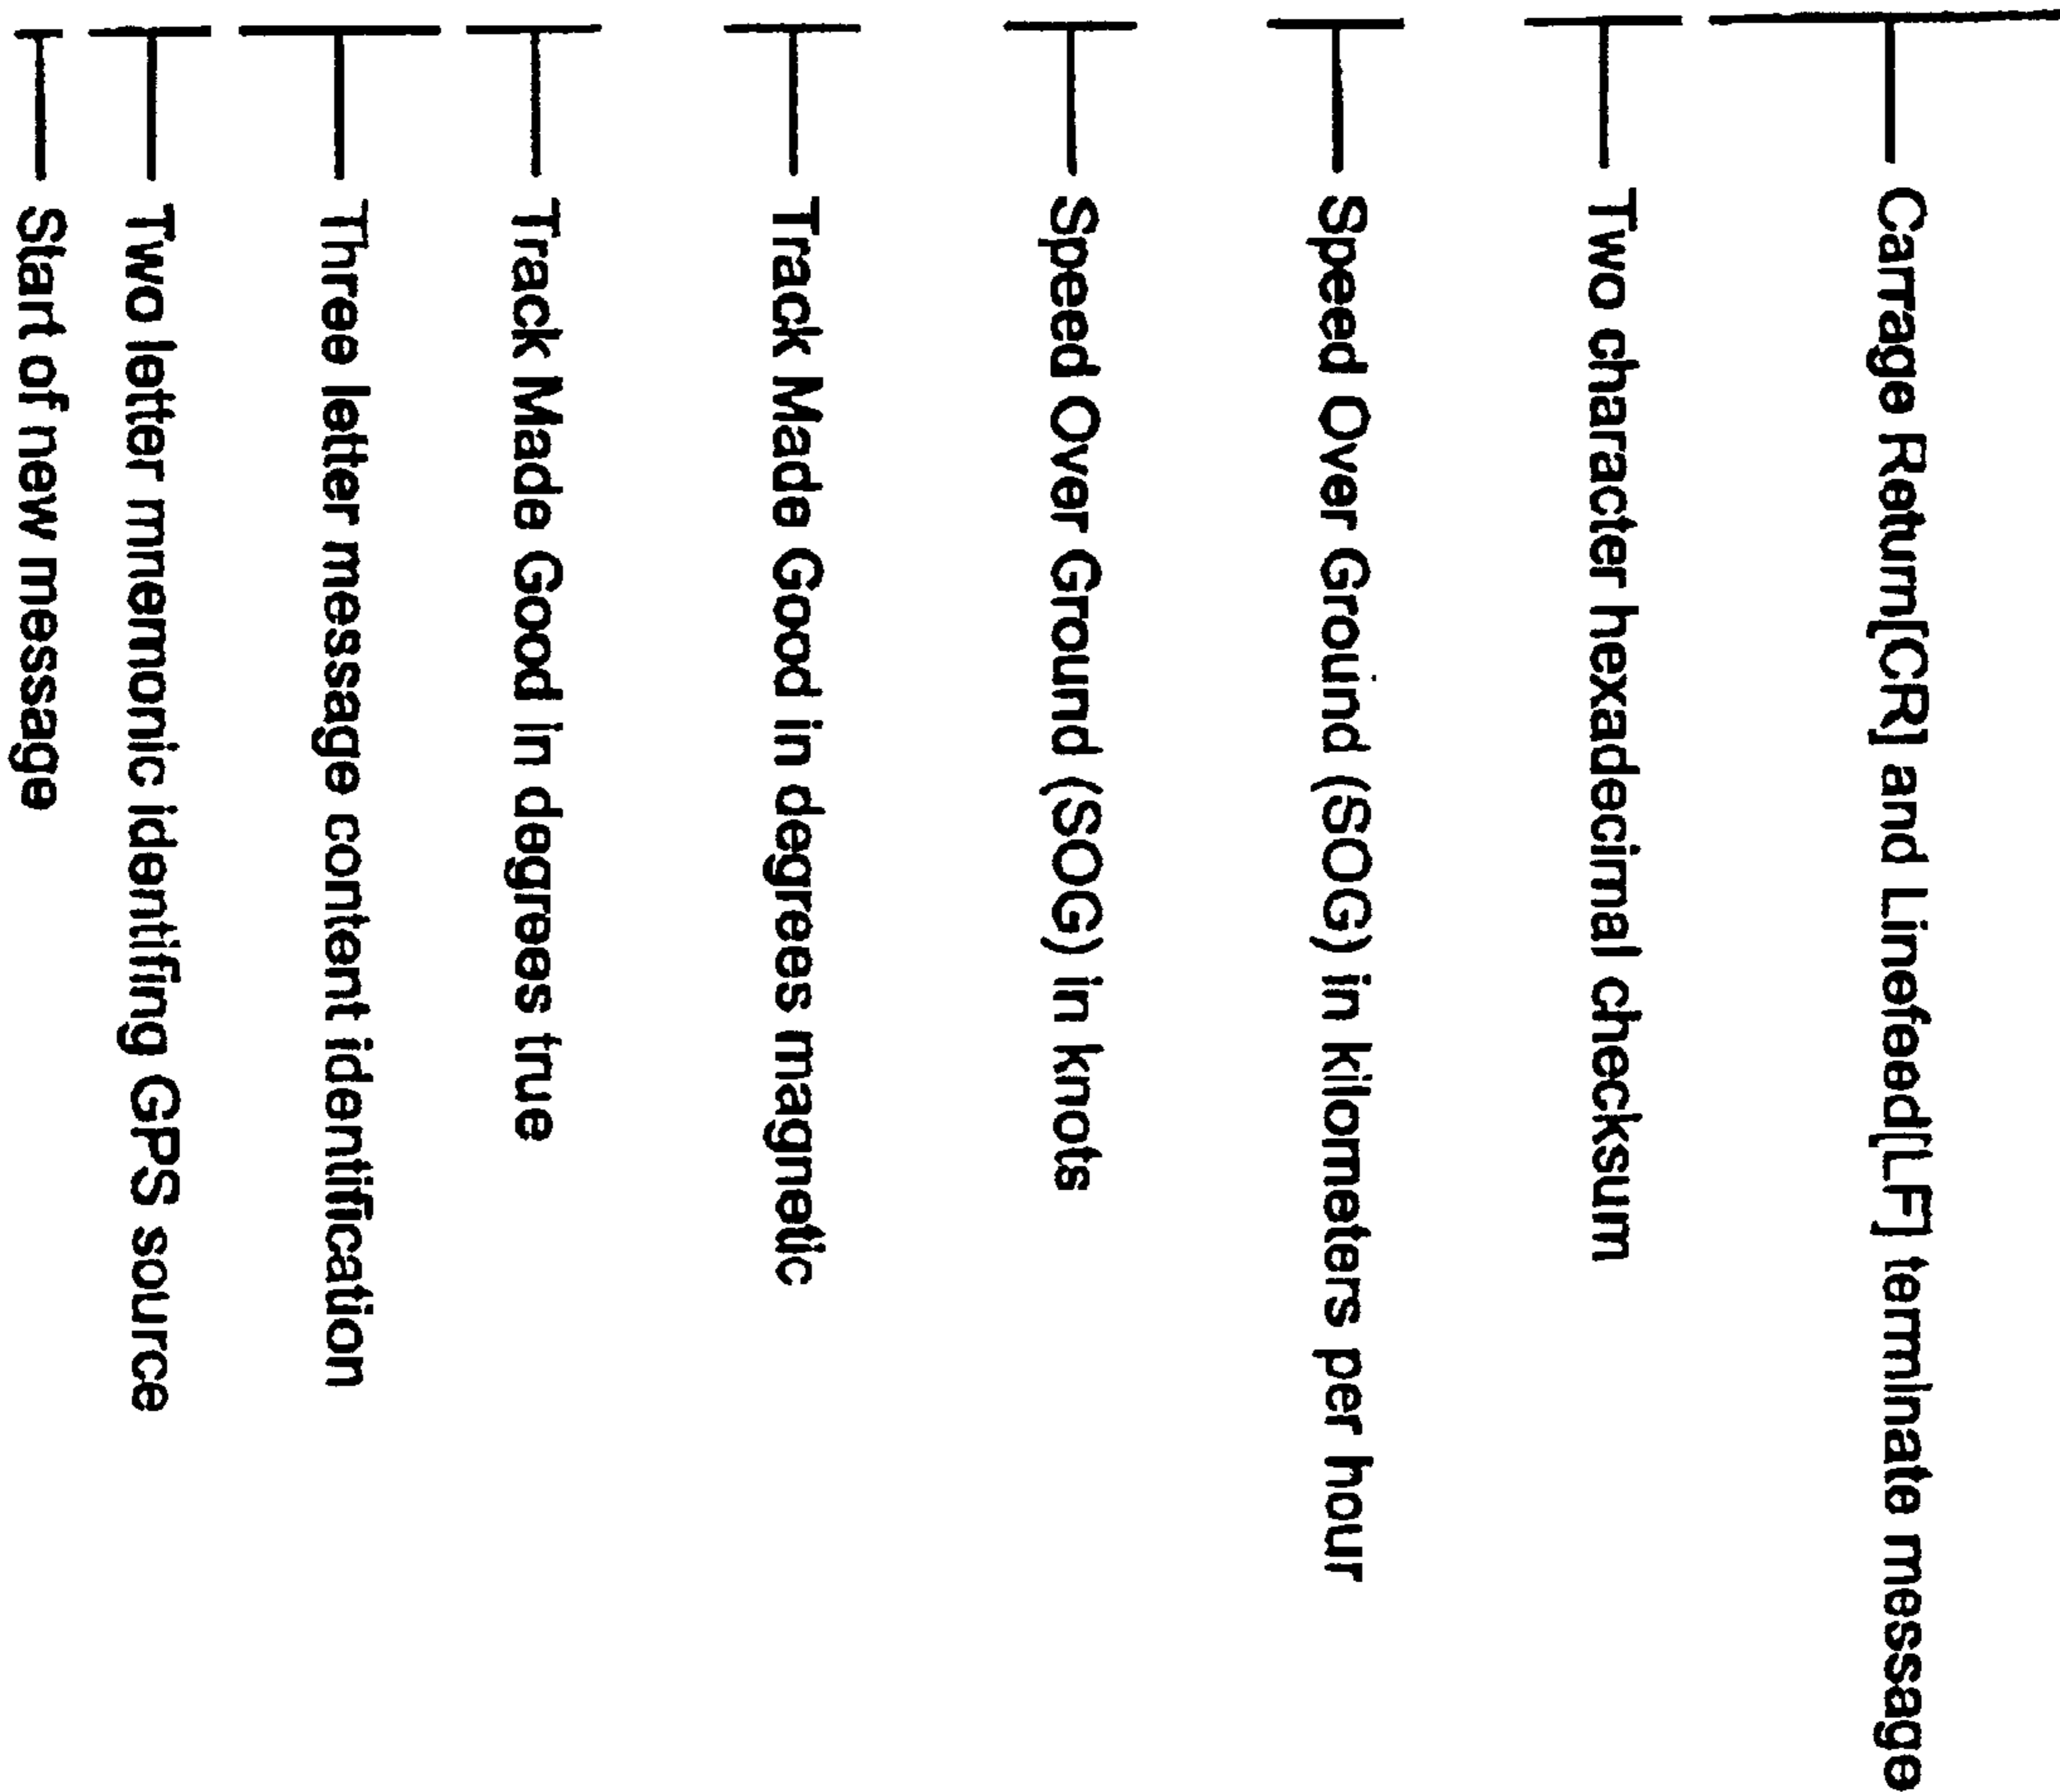 Carrage Return[CR] and Linefeed[LF] terminate message
Two character hexadecimal checksum
Speed Over Ground (SOG) in kilometers per hour
Speed Over Ground (SOG) in knots
Track Made Good in degrees magnetic
Track Made Good in degrees true
Three letter message content identification
Two letter mnemonic identifing GPS source
Start of new message